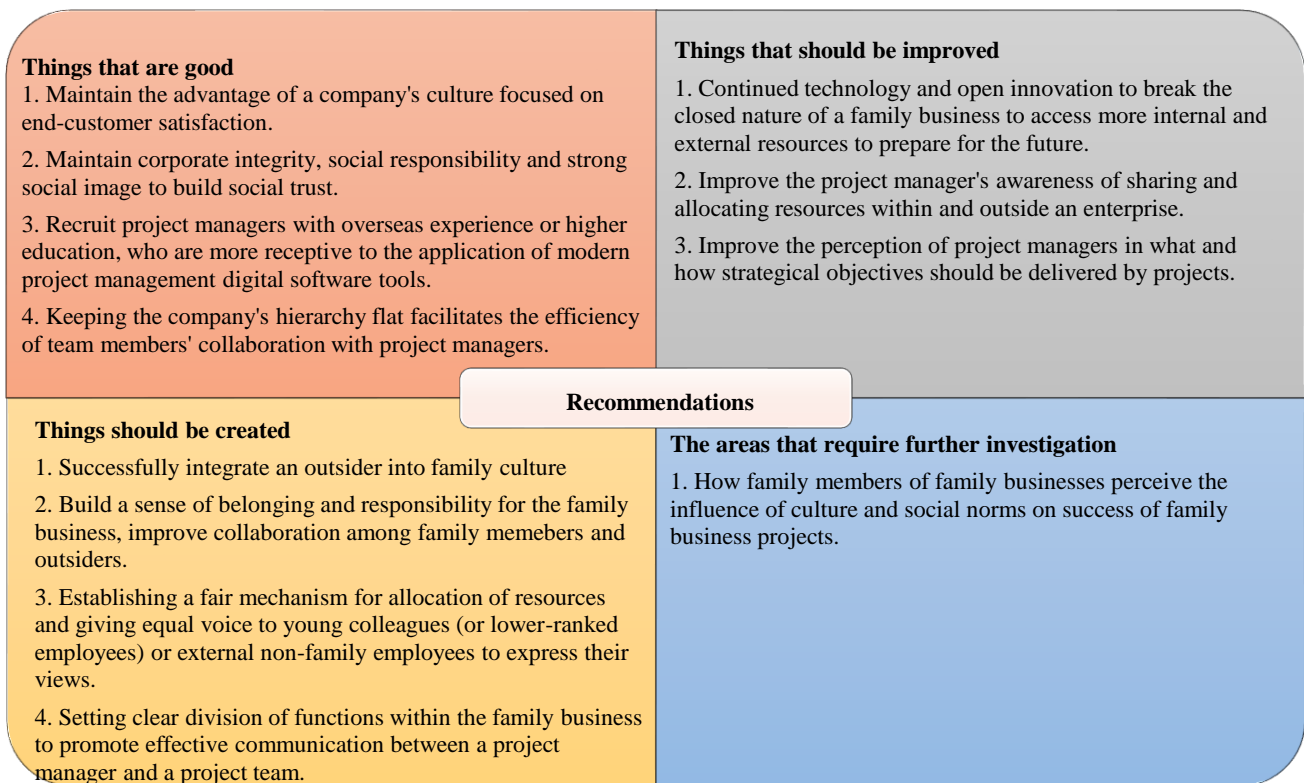 Things that are good
1. Maintain the advantage of a company's culture focused on
end-customer satisfaction.
2. Maintain corporate integrity, social responsibility and strong
social image to build social trust.
3. Recruit project managers with overseas experience or higher
education, who are more receptive to the application of modern
project management digital software tools.
4. Keeping the company's hierarchy flat facilitates the efficiency
of team members' collaboration with project managers.
Things that should be improved
1. Continued technology and open innovation to break the
closed nature of a family business to access more internal and
external resources to prepare for the future.
2. Improve the project manager's awareness of sharing and
allocating resources within and outside an enterprise.
3. Improve the perception of project managers in what and
how strategical objectives should be delivered by projects.
Recommendations
Things should be created
1. Successfully integrate an outsider into family culture
2. Build a sense of belonging and responsibility for the family
business, improve collaboration among family memebers and
outsiders.
3. Establishing a fair mechanism for allocation of resources
and giving equal voice to young colleagues (or lower-ranked
employees) or external non-family employees to express their
views.
4. Setting clear division of functions within the family business
to promote effective communication between a project
manager and a project team.
The areas that require further investigation
1. How family members of family businesses perceive the
influence of culture and social norms on success of family
business projects.